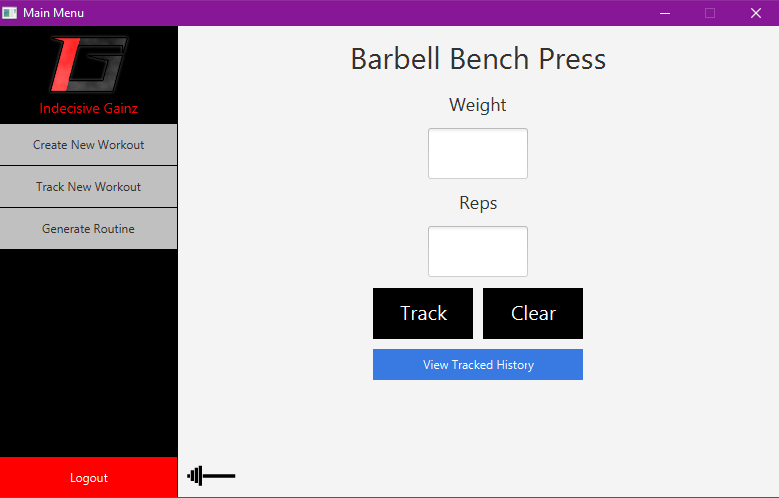 Main Menu
IG
Indecisive Gainz
Create New Workout
Track New Workout
Generate Routine
Logout
Barbell Bench Press
Weight
Reps
Track
Clear
View Tracked History